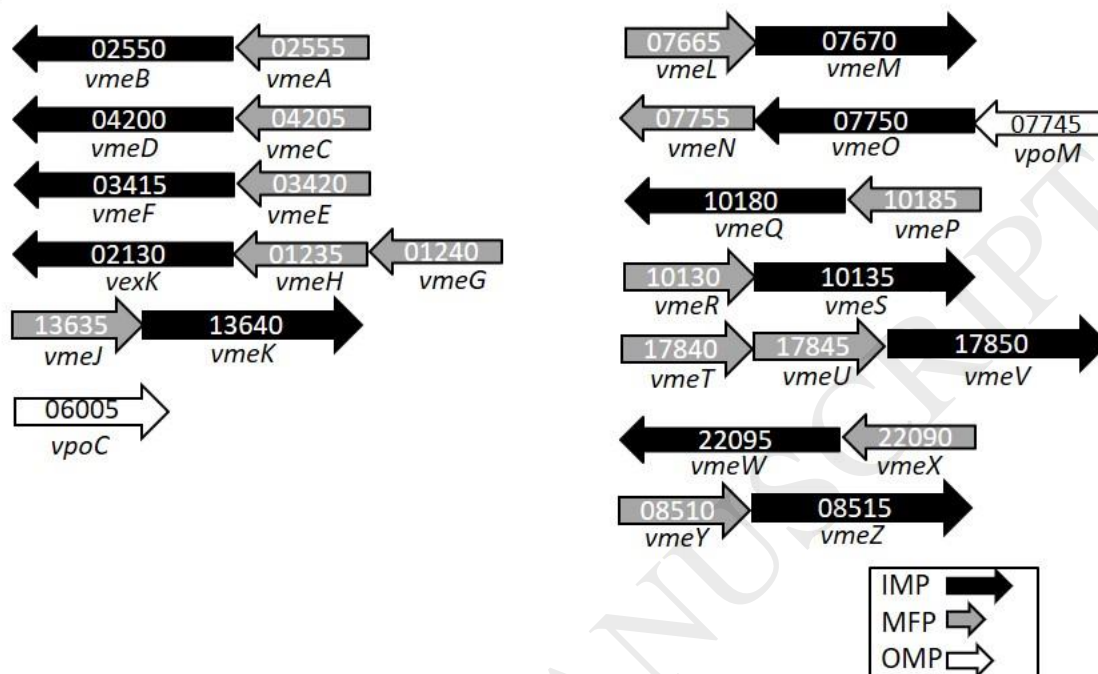 02550 02555
vmeB vmeA
04200 04205
vmeD vmeC
03415 03420
vmeF vmeE
02130 01235 01240
vexK vmeH vmeG
13635 13640
vmeJ vmeK
06005
vpoC
07665 07670
vmeL vmeM
07755 07750 07745
vmeN vmeO vpoM
10180 10185
vmeQ vmeP
10130 10135
vmeR vmeS
17840 17845 17850
vmeT vmeU vmeV
22095 22090
vmeW vmeX
08510 08515
vmeY vmeZ
IMP
MFP
OMP
NUSCRIPT